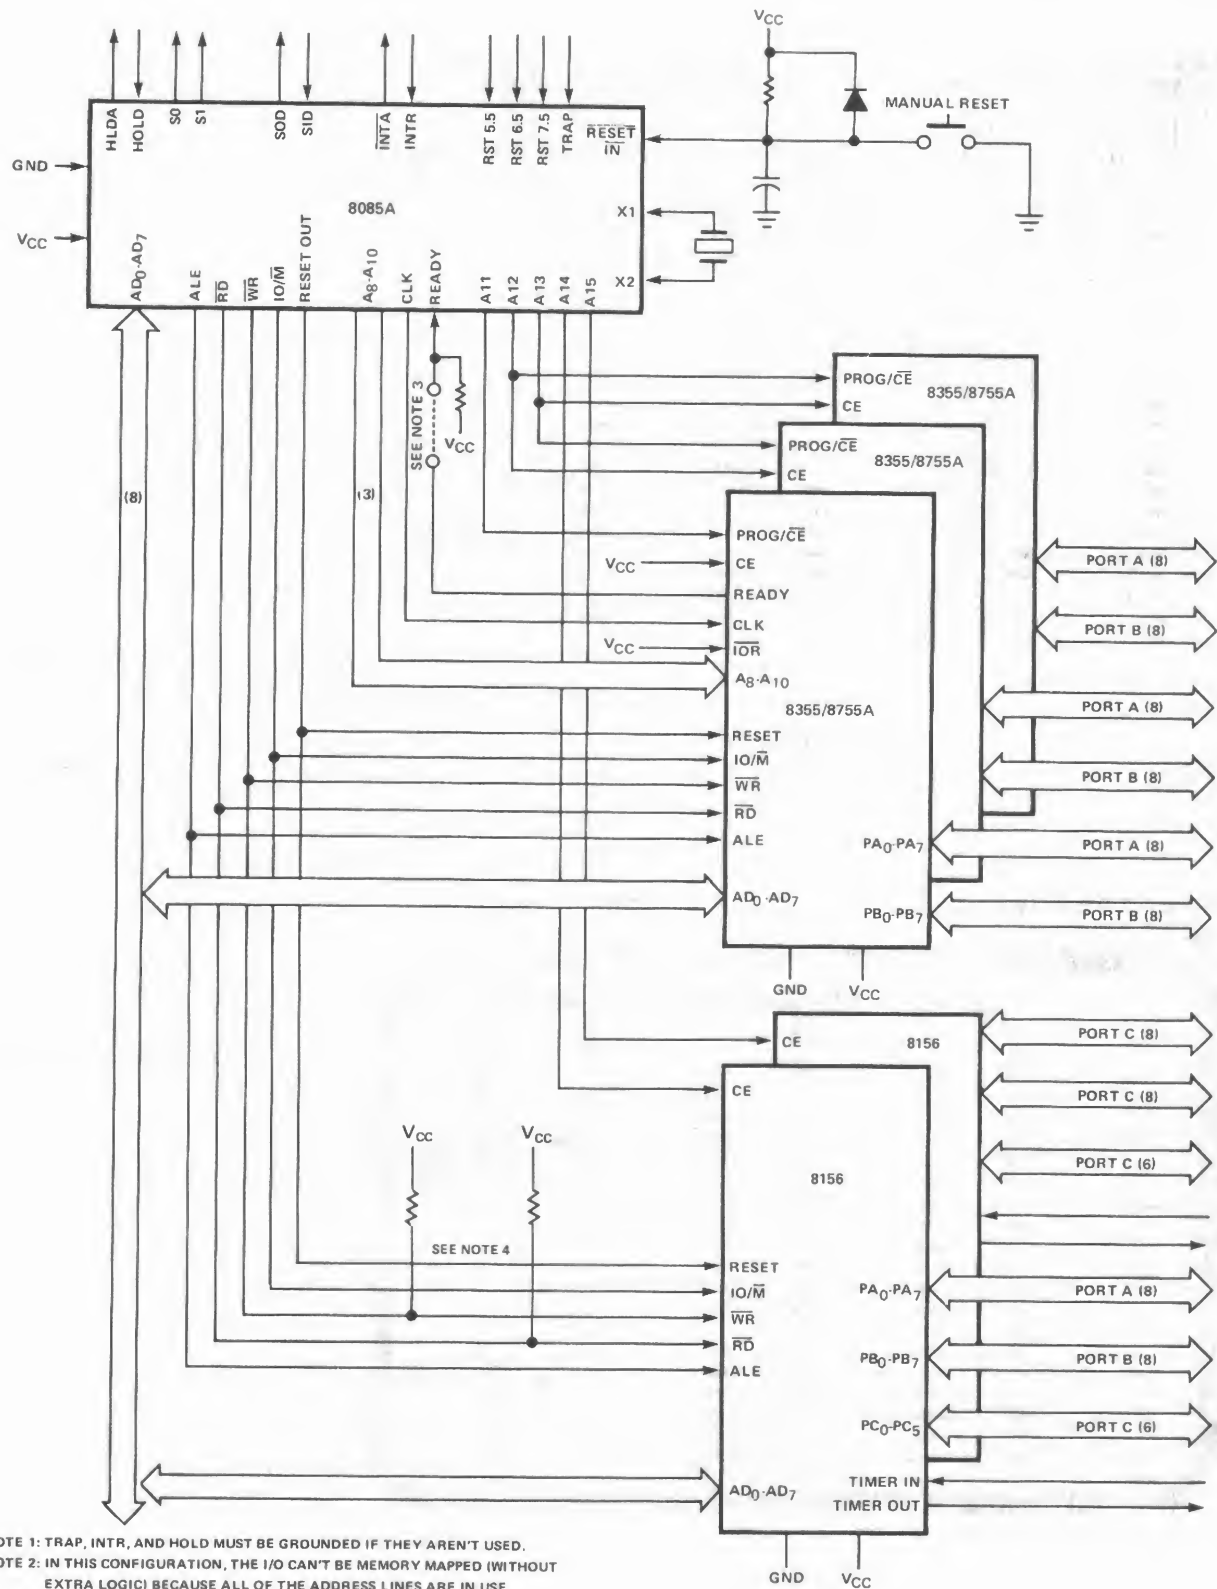 VCC
HLDA
HOLD
S0
S1
SOD
SID
INTA
INTR
RST 5.5
RST 6.5
RST 7.5
TRAP
RESET
IN
MANUAL RESET
GND
VCC
8085A
X1
X2
AD0-AD7
ALE
RD
WR
IO/M
RESET OUT
A8-A10
CLK
READY
A11
A12
A13
A14
A15
SEE NOTE 3
VCC
(8)
(3)
PROG/CE
CE
8355/8755A
PROG/CE
CE
8355/8755A
PROG/CE
VCC
CE
READY
CLK
VCC
IOR
A8-A10
8355/8755A
RESET
IO/M
WR
RD
ALE
AD0-AD7
PA0-PA7
PB0-PB7
PORT A (8)
PORT B (8)
PORT A (8)
PORT B (8)
PORT A (8)
PORT B (8)
GND
VCC
CE
8156
PORT C (8)
PORT C (8)
PORT C (6)
CE
8156
VCC
VCC
SEE NOTE 4
RESET
IO/M
WR
RD
ALE
AD0-AD7
PA0-PA7
PORT A (8)
PB0-PB7
PORT B (8)
PC0-PC5
PORT C (6)
TIMER IN
TIMER OUT
GND
VCC
OTE 1: TRAP, INTR, AND HOLD MUST BE GROUNDED IF THEY AREN'T USED.
OTE 2: IN THIS CONFIGURATION, THE I/O CAN'T BE MEMORY MAPPED (WITHOUT
EXTRA LOGIC) BECAUSE ALL OF THE ADDRESS LINES ARE IN USE